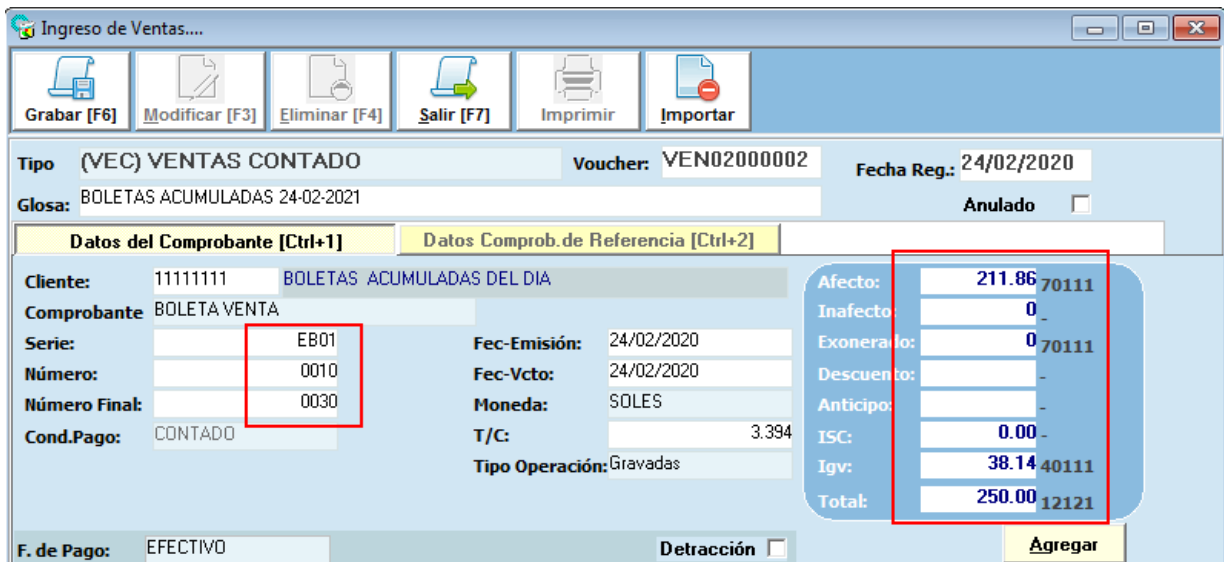 Ingreso de Ventas....
Grabar [F6] Modificar [F3] Eliminar [F4] Salir [F7] Imprimir Importar
Tipo (VEC) VENTAS CONTADO Voucher: VEN02000002 Fecha Reg.: 24/02/2020
Glosa: BOLETAS ACUMULADAS 24-02-2021 Anulado
Datos del Comprobante [Ctrl+1] Datos Comprob.de Referencia [Ctrl+2]
Cliente: 11111111 BOLETAS ACUMULADAS DEL DIA Afecto: 211.86 70111
Comprobante BOLETA VENTA Inafecto: 0 -
Serie: EB01 Fec-Emisión: 24/02/2020 Exonerado: 0 70111
Número: 0010 Fec-Vcto: 24/02/2020 Descuento: -
Número Final: 0030 Moneda: SOLES Anticipo: -
Cond.Pago: CONTADO T/C: 3.394 ISC: 0.00 -
Tipo Operación: Gravadas Igv: 38.14 40111
Total: 250.00 12121
F. de Pago: EFECTIVO Detracción Agregar